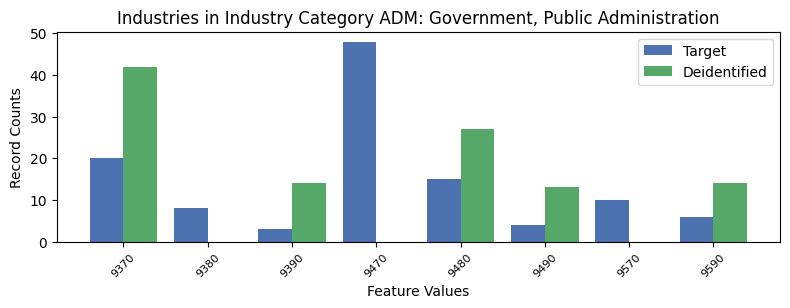 Industries in Industry Category ADM: Government, Public Administration
Record Counts
50
40
30
20
10
0
Target
Deidentified
9370
9380
9390
9470
9480
9490
9570
9590
Feature Values